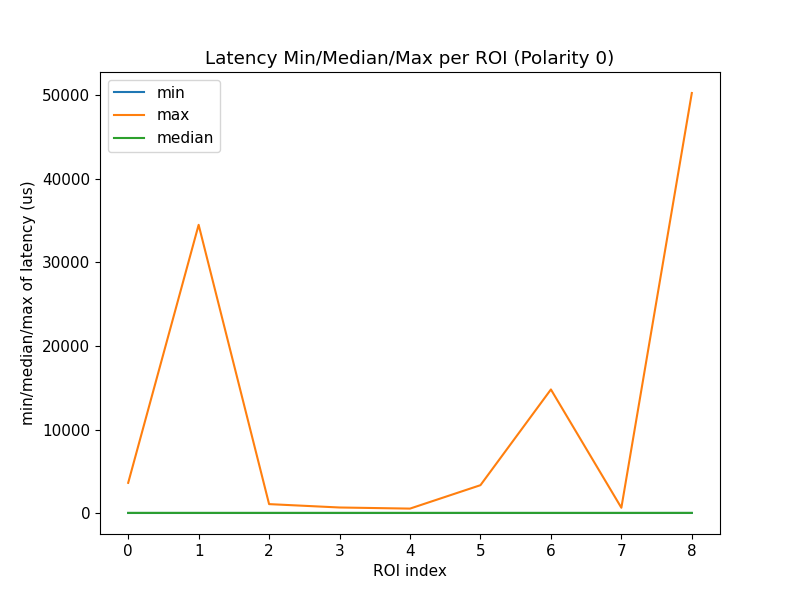 Latency Min/Median/Max per ROI (Polarity 0)
min
max
median
50000
40000
30000
20000
10000
0
min/median/max of latency (us)
0 1 2 3 4 5 6 7 8
ROI index